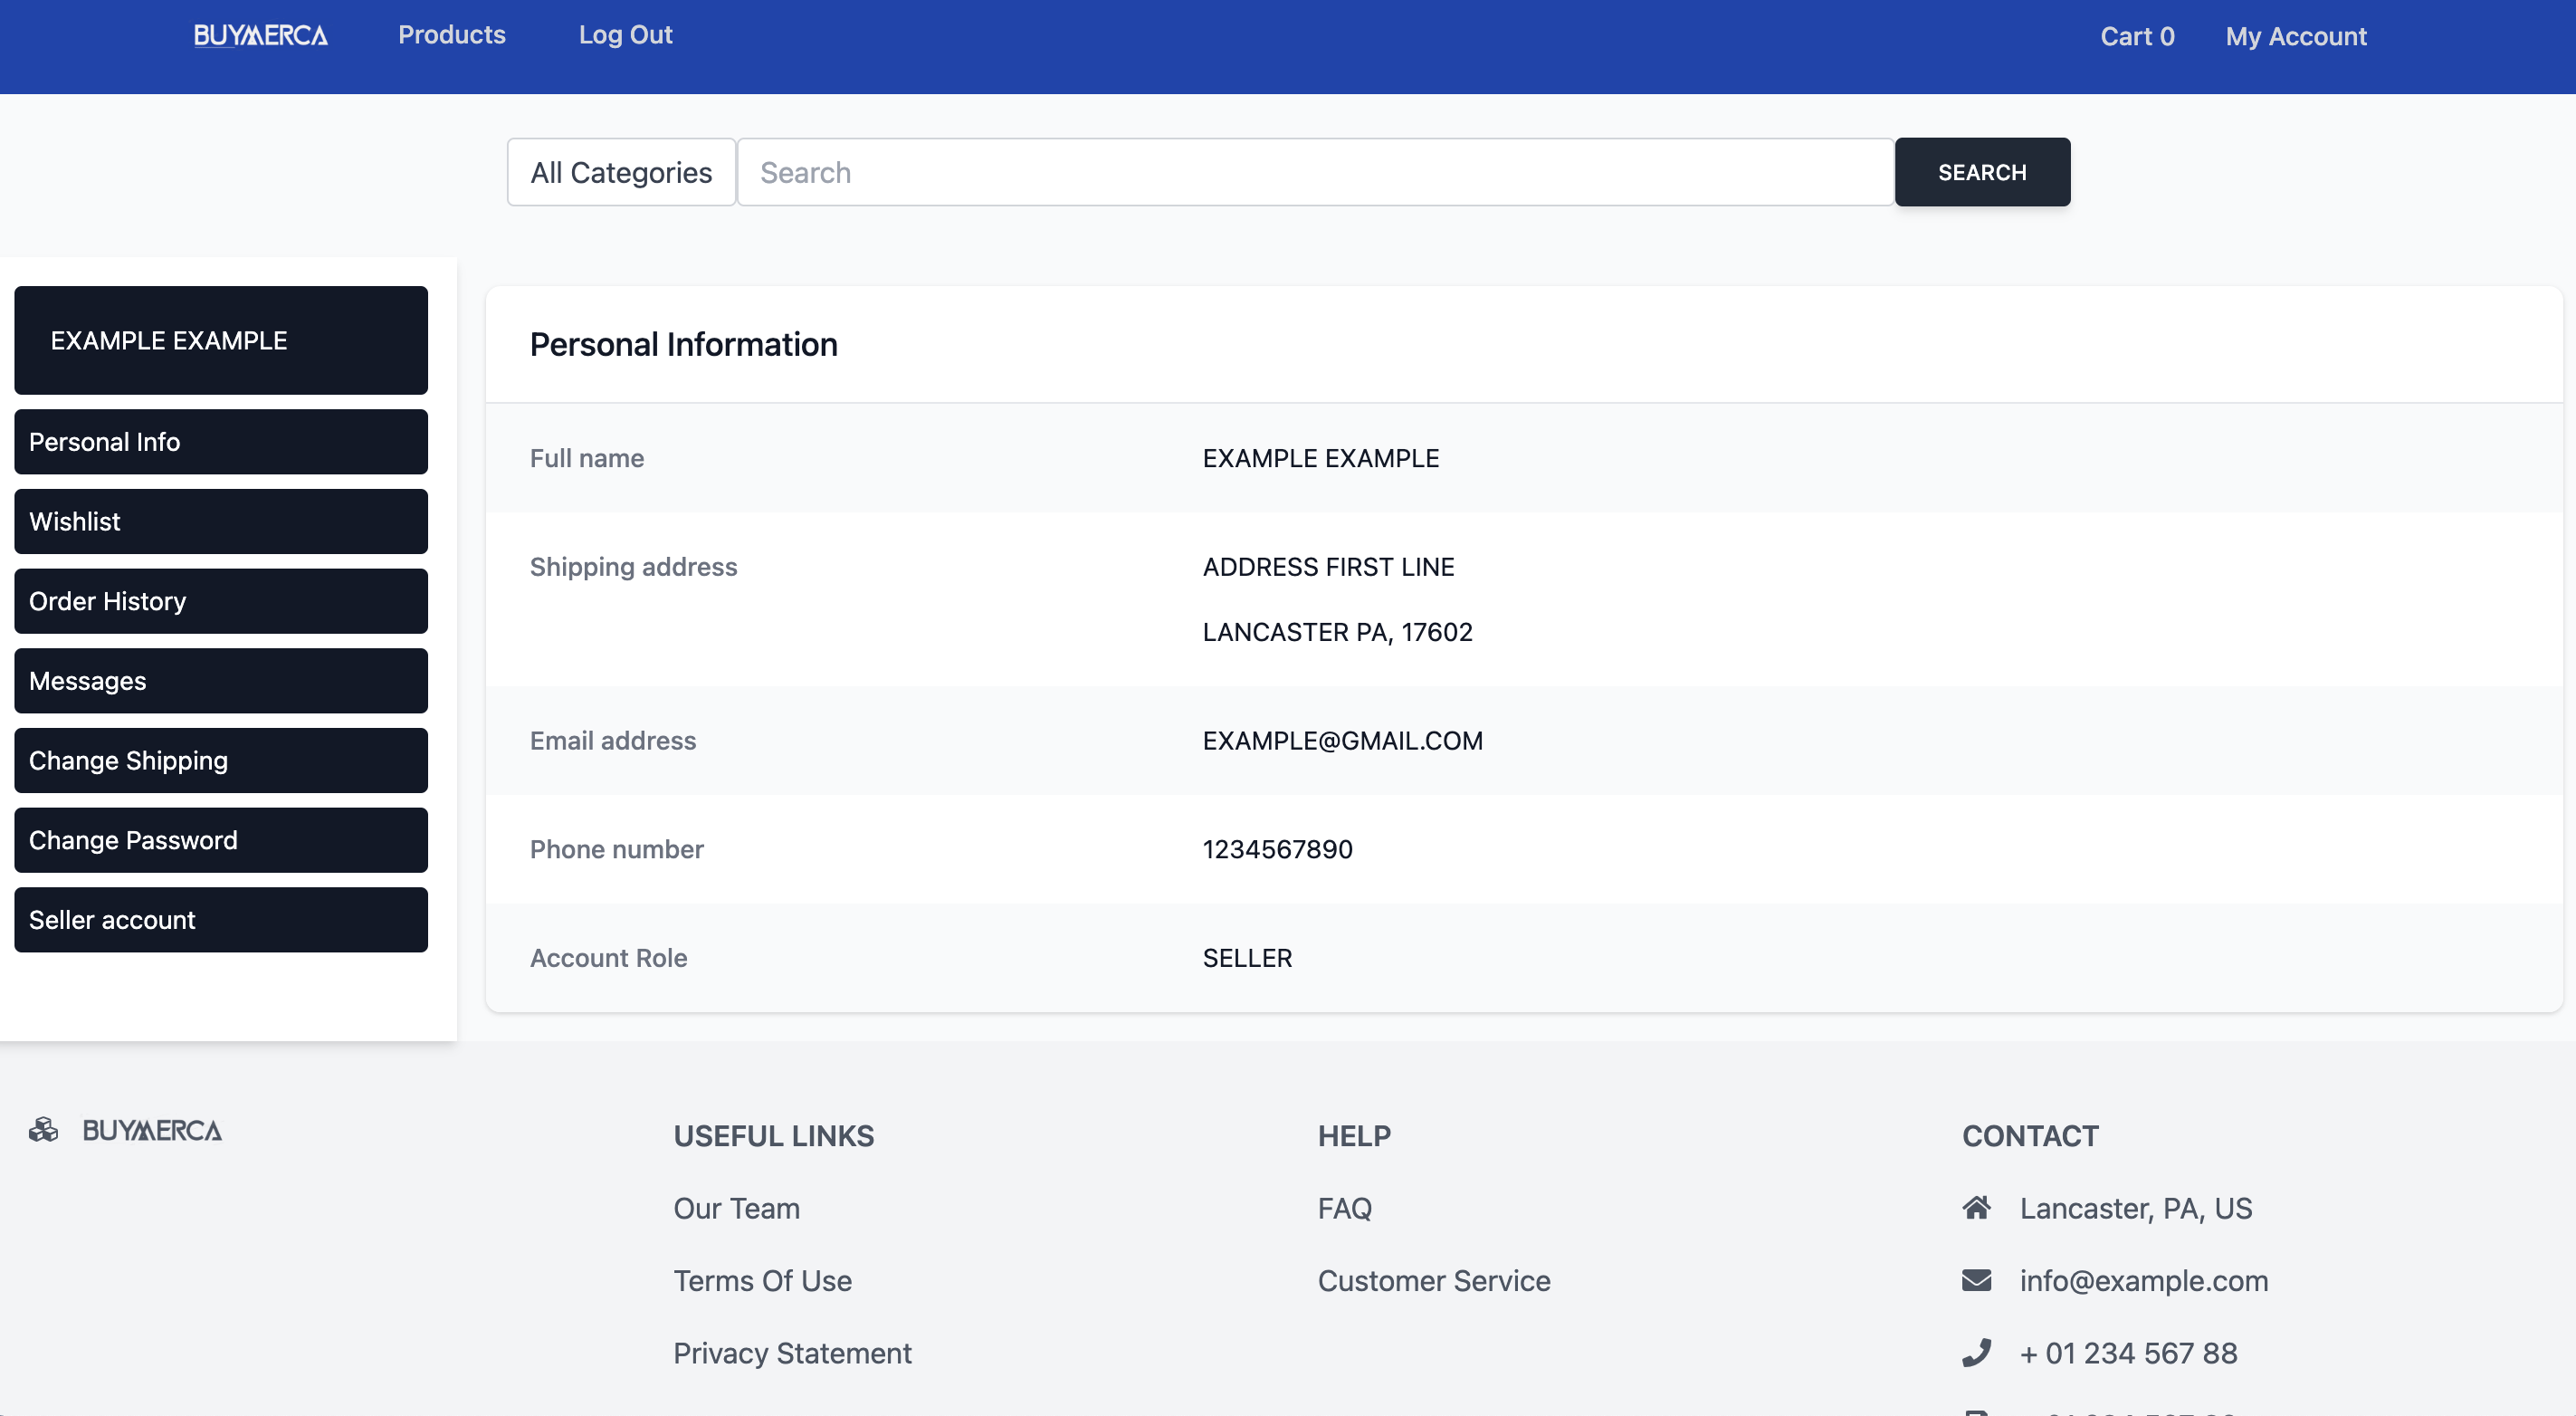 BUYMERCA Products Log Out Cart 0 My Account
All Categories Search SEARCH
EXAMPLE EXAMPLE
Personal Info
Wishlist
Order History
Messages
Change Shipping
Change Password
Seller account
Personal Information
Full name EXAMPLE EXAMPLE
Shipping address ADDRESS FIRST LINE
LANCASTER PA, 17602
Email address EXAMPLE@GMAIL.COM
Phone number 1234567890
Account Role SELLER
BUYMERCA
USEFUL LINKS
Our Team
Terms Of Use
Privacy Statement
HELP
FAQ
Customer Service
CONTACT
Lancaster, PA, US
info@example.com
+ 01 234 567 88